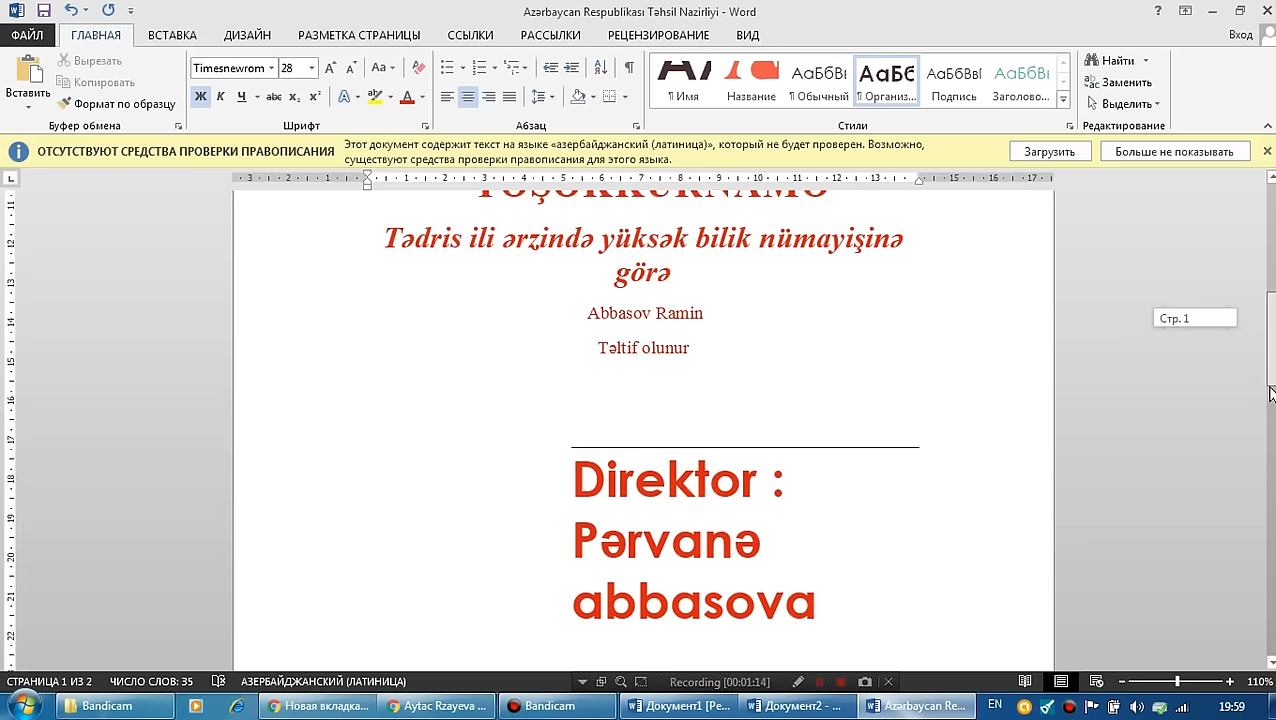 Azərbaycan Respublikası Təhsil Nazirliyi - Word
ФАЙЛ ГЛАВНАЯ ВСТАВКА ДИЗАЙН РАЗМЕТКА СТРАНИЦЫ ССЫЛКИ РАССЫЛКИ РЕЦЕНЗИРОВАНИЕ ВИД Вход
Вставить
Вырезать
Копировать
Формат по образцу
Буфер обмена
Timesnewrom 28
Шрифт
Абзац
АаБбВı АаБбС АаБбВвІ АаБбВı
¶ Имя Название ¶ Обычный ¶ Организ... Подпись Заголово...
Стили
Найти
Заменить
Выделить
Редактирование
ОТСУТСТВУЮТ СРЕДСТВА ПРОВЕРКИ ПРАВОПИСАНИЯ
Этот документ содержит текст на языке «азербайджанский (латиница)», который не будет проверен. Возможно,
существуют средства проверки правописания для этого языка.
Загрузить
Больше не показывать
TƏŞƏKKÜRNAMƏ
Tədris ili ərzində yüksək bilik nümayişinə
görə
Abbasov Ramin
Təltif olunur
Стр. 1
Direktor :
Pərvanə
abbasova
СТРАНИЦА 1 ИЗ 2 ЧИСЛО СЛОВ: 35 АЗЕРБАЙДЖАНСКИЙ (ЛАТИНИЦА) Recording [00:01:14] 110%
Bandicam Новая вкладка... Aytac Rzayeva ... Bandicam Документ1 [Ре... Документ2 - ... Azərbaycan Re... EN 19:59